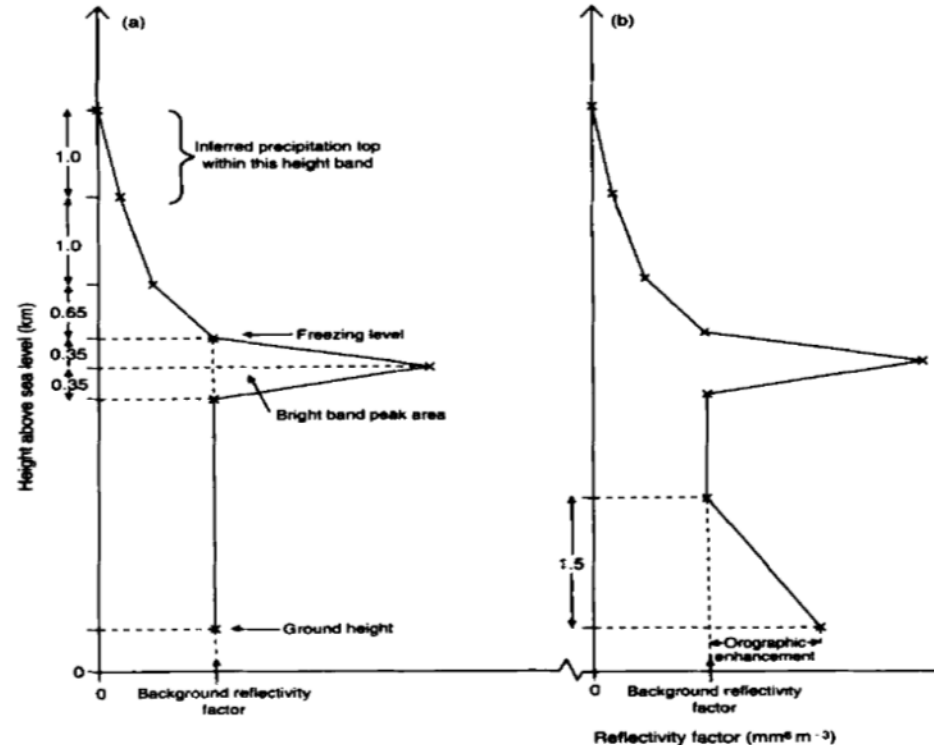 (a)
Inferred precipitation top
within this height band
1.0
1.0
0.65
0.35
0.35
Height above sea level (km)
Freezing level
Bright band peak area
Ground height
0
0
Background reflectivity
factor
(b)
1.5
Orographic
enhancement
0
Background reflectivity
factor
Reflectivity factor (mm⁶ m⁻³)